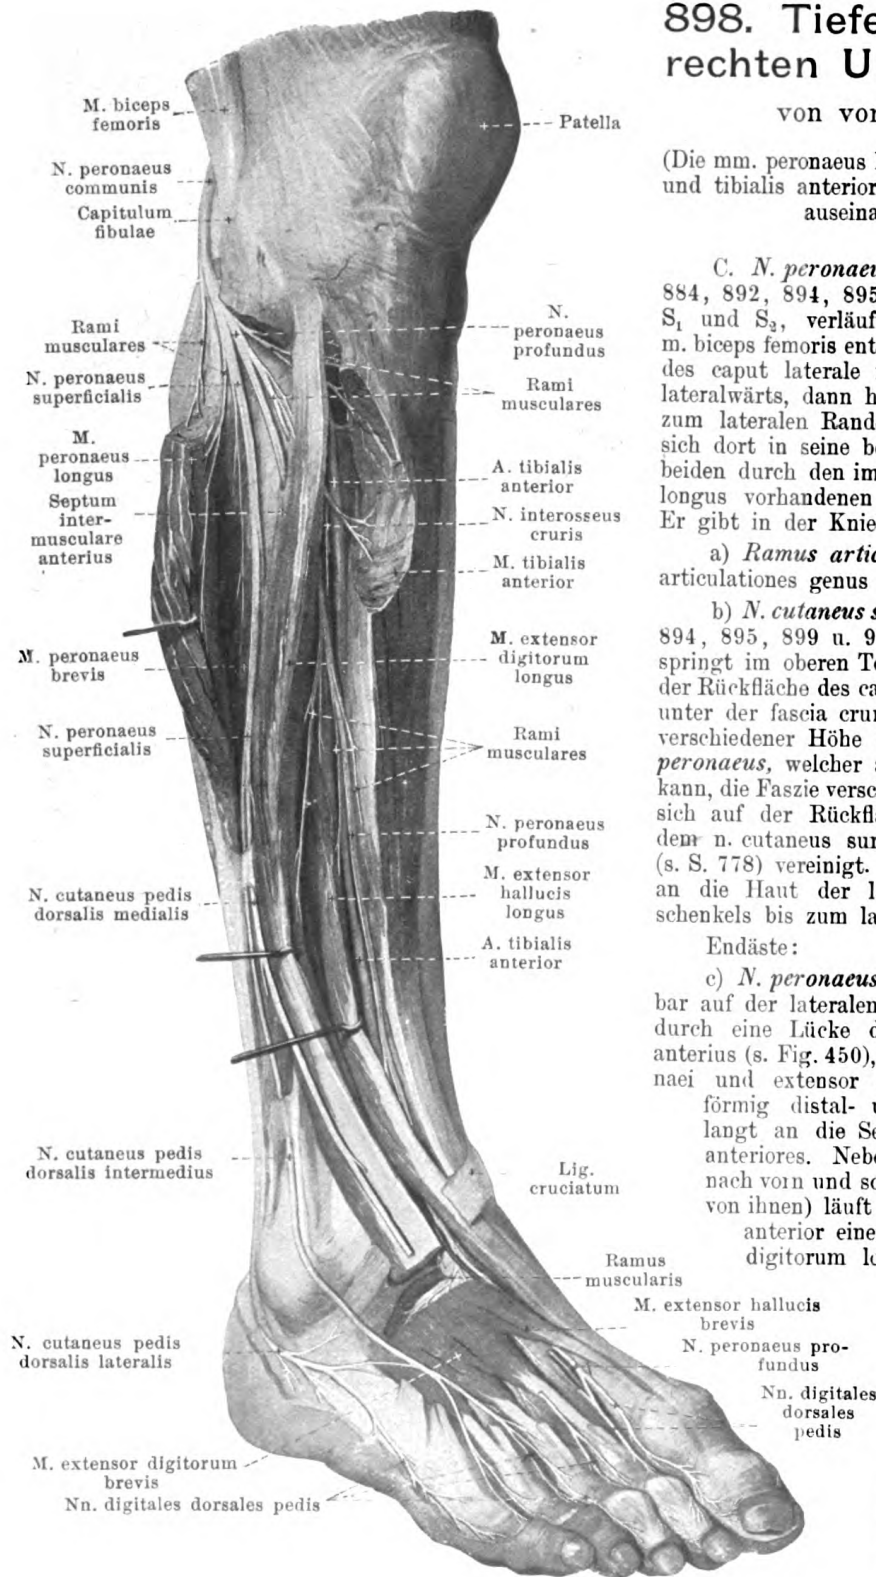 898. Tiefe
rechten U
von vor
(Die mm. peronaeus
und tibialis anterior
auseina
M. biceps
femoris
Patella
N. peronaeus
communis
Capitulum
fibulae
Rami
musculares
N. peronaeus
superficialis
M.
peronaeus
longus
Septum
inter-
musculare
anterius
M. peronaeus
brevis
N. peronaeus
superficialis
N. cutaneus pedis
dorsalis medialis
N. cutaneus pedis
dorsalis intermedius
N. cutaneus pedis
dorsalis lateralis
M. extensor digitorum
brevis
Nn. digitales dorsales pedis
N.
peronaeus
profundus
Rami
musculares
A. tibialis
anterior
N. interosseus
cruris
M. tibialis
anterior
M. extensor
digitorum
longus
Rami
musculares
N. peronaeus
profundus
M. extensor
hallucis
longus
A. tibialis
anterior
Lig.
cruciatum
Ramus
muscularis
M. extensor hallucis
brevis
N. peronaeus pro-
fundus
Nn. digitales
dorsales
pedis
C. N. peronaeu
884, 892, 894, 895
S₁ und S₂, verläuf
m. biceps femoris ent
des caput laterale
lateralwärts, dann h
zum lateralen Rand
sich dort in seine b
beiden durch den im
longus vorhandenen
Er gibt in der Knie
a) Ramus artic
articulationes genus
b) N. cutaneus s
894, 895, 899 u. 9
springt im oberen Te
der Rückfläche des ca
unter der fascia crur
verschiedener Höhe
peronaeus, welcher a
kann, die Faszie versc
sich auf der Rückfl
dem n. cutaneus sur
(s. S. 778) vereinigt.
an die Haut der l
schenkels bis zum la
Endäste:
c) N. peronaeus
bar auf der lateralen
durch eine Lücke d
anterius (s. Fig. 450),
naei und extensor
förmig distal- u
langt an die Se
anteriores. Neb
nach vorn und so
von ihnen) läuft
anterior eine
digitorum lo